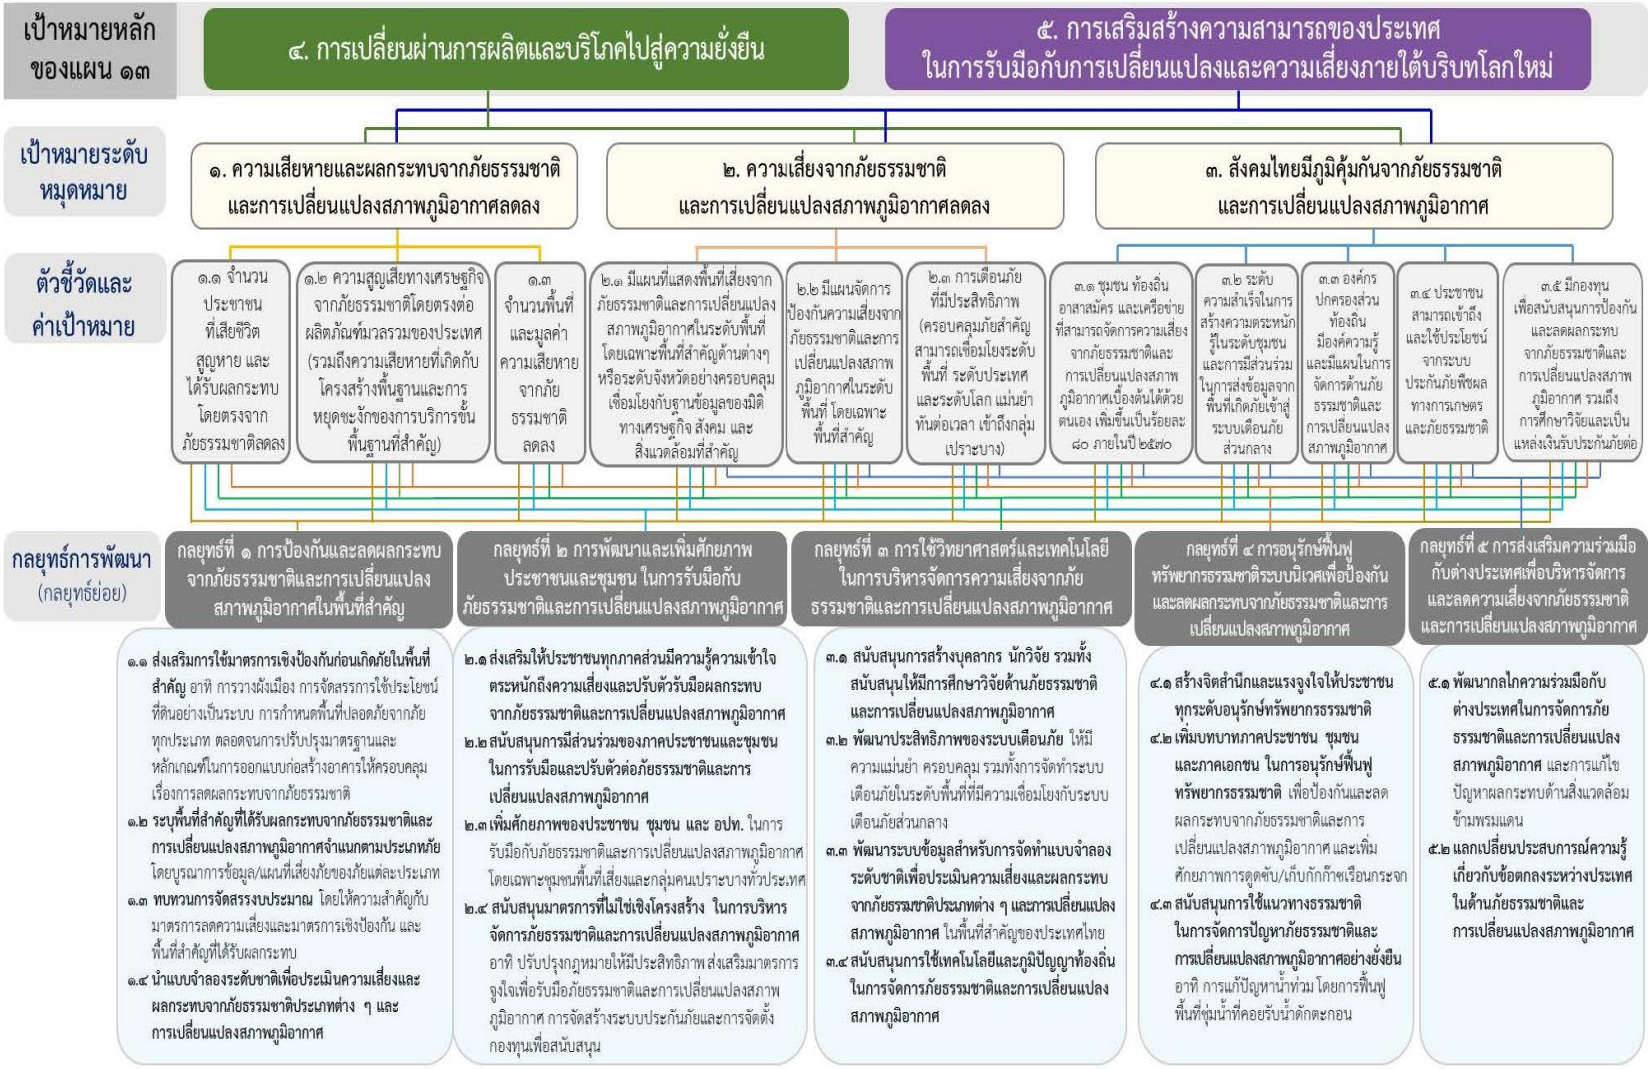 เป้าหมายหลัก
ของแผน ๑๓
๔. การเปลี่ยนผ่านการผลิตและบริโภคไปสู่ความยั่งยืน
๕. การเสริมสร้างความสามารถของประเทศ
ในการรับมือกับการเปลี่ยนแปลงและความเสี่ยงภายใต้บริบทโลกใหม่
เป้าหมายระดับ
หมุดหมาย
๑. ความเสียหายและผลกระทบจากภัยธรรมชาติ
และการเปลี่ยนแปลงสภาพภูมิอากาศลดลง
๒. ความเสี่ยงจากภัยธรรมชาติ
และการเปลี่ยนแปลงสภาพภูมิอากาศลดลง
๓. สังคมไทยมีภูมิคุ้มกันจากภัยธรรมชาติ
และการเปลี่ยนแปลงสภาพภูมิอากาศ
ตัวชี้วัดและ
ค่าเป้าหมาย
๑.๑ จำนวน
ประชาชน
ที่เสียชีวิต
สูญหาย และ
ได้รับผลกระทบ
โดยตรงจาก
ภัยธรรมชาติลดลง
๑.๒ ความสูญเสียทางเศรษฐกิจ
จากภัยธรรมชาติโดยตรงต่อ
ผลิตภัณฑ์มวลรวมของประเทศ
(รวมถึงความเสียหายที่เกิดกับ
โครงสร้างพื้นฐานและการ
หยุดชะงักของการบริการขั้น
พื้นฐานที่สำคัญ)
๑.๓
จำนวนพื้นที่
และมูลค่า
ความเสียหาย
จากภัย
ธรรมชาติ
ลดลง
๒.๑ มีแผนที่แสดงพื้นที่เสี่ยงจาก
ภัยธรรมชาติและการเปลี่ยนแปลง
สภาพภูมิอากาศในระดับพื้นที่
โดยเฉพาะพื้นที่สำคัญด้านต่างๆ
หรือระดับจังหวัดอย่างครอบคลุม
เชื่อมโยงกับฐานข้อมูลของมิติ
ทางเศรษฐกิจ สังคม และ
สิ่งแวดล้อมที่สำคัญ
๒.๒ มีแผนจัดการ
ป้องกันความเสี่ยงจาก
ภัยธรรมชาติและการ
เปลี่ยนแปลงสภาพ
ภูมิอากาศในระดับ
พื้นที่ โดยเฉพาะ
พื้นที่สำคัญ
๒.๓ การเตือนภัย
ที่มีประสิทธิภาพ
(ครอบคลุมภัยสำคัญ
สามารถเชื่อมโยงระดับ
พื้นที่ ระดับประเทศ
และระดับโลก แม่นยำ
ทันต่อเวลา เข้าถึงกลุ่ม
เปราะบาง)
๓.๑ ชุมชน ท้องถิ่น
อาสาสมัคร และเครือข่าย
ที่สามารถจัดการความเสี่ยง
จากภัยธรรมชาติและ
การเปลี่ยนแปลงสภาพ
ภูมิอากาศเบื้องต้นได้ด้วย
ตนเอง เพิ่มขึ้นเป็นร้อยละ
๘๐ ภายในปี ๒๕๗๐
๓.๒ ระดับ
ความสำเร็จในการ
สร้างความตระหนัก
รู้ในระดับชุมชน
และการมีส่วนร่วม
ในการส่งข้อมูลจาก
พื้นที่เกิดภัยเข้าสู่
ระบบเตือนภัย
ส่วนกลาง
๓.๓ องค์กร
ปกครองส่วน
ท้องถิ่น
มีองค์ความรู้
และมีแผนในการ
จัดการด้านภัย
ธรรมชาติและ
การเปลี่ยนแปลง
สภาพภูมิอากาศ
๓.๔ ประชาชน
สามารถเข้าถึง
และใช้ประโยชน์
จากระบบ
ประกันภัยพืชผล
ทางการเกษตร
และภัยธรรมชาติ
๓.๕ มีกองทุน
เพื่อสนับสนุนการป้องกัน
และลดผลกระทบ
จากภัยธรรมชาติและ
การเปลี่ยนแปลงสภาพ
ภูมิอากาศ รวมถึง
การศึกษาวิจัยและเป็น
แหล่งเงินรับประกันภัยต่อ
กลยุทธ์การพัฒนา
(กลยุทธ์ย่อย)
กลยุทธ์ที่ ๑ การป้องกันและลดผลกระทบ
จากภัยธรรมชาติและการเปลี่ยนแปลง
สภาพภูมิอากาศในพื้นที่สำคัญ
กลยุทธ์ที่ ๒ การพัฒนาและเพิ่มศักยภาพ
ประชาชนและชุมชน ในการรับมือกับ
ภัยธรรมชาติและการเปลี่ยนแปลงสภาพภูมิอากาศ
กลยุทธ์ที่ ๓ การใช้วิทยาศาสตร์และเทคโนโลยี
ในการบริหารจัดการความเสี่ยงจากภัย
ธรรมชาติและการเปลี่ยนแปลงสภาพภูมิอากาศ
กลยุทธ์ที่ ๔ การอนุรักษ์ฟื้นฟู
ทรัพยากรธรรมชาติระบบนิเวศเพื่อป้องกัน
และลดผลกระทบจากภัยธรรมชาติและการ
เปลี่ยนแปลงสภาพภูมิอากาศ
กลยุทธ์ที่ ๕ การส่งเสริมความร่วมมือ
กับต่างประเทศเพื่อบริหารจัดการ
และลดความเสี่ยงจากภัยธรรมชาติ
และการเปลี่ยนแปลงสภาพภูมิอากาศ
๑.๑ ส่งเสริมการใช้มาตรการเชิงป้องกันก่อนเกิดภัยในพื้นที่
สำคัญ อาทิ การวางผังเมือง การจัดสรรการใช้ประโยชน์
ที่ดินอย่างเป็นระบบ การกำหนดพื้นที่ปลอดภัยจากภัย
ทุกประเภท ตลอดจนการปรับปรุงมาตรฐานและ
หลักเกณฑ์ในการออกแบบก่อสร้างอาคารให้ครอบคลุม
เรื่องการลดผลกระทบจากภัยธรรมชาติ
๑.๒ ระบุพื้นที่สำคัญที่ได้รับผลกระทบจากภัยธรรมชาติและ
การเปลี่ยนแปลงสภาพภูมิอากาศจำแนกตามประเภทภัย
โดยบูรณาการข้อมูล/แผนที่เสี่ยงภัยของภัยแต่ละประเภท
๑.๓ ทบทวนการจัดสรรงบประมาณ โดยให้ความสำคัญกับ
มาตรการลดความเสี่ยงและมาตรการเชิงป้องกัน และ
พื้นที่สำคัญที่ได้รับผลกระทบ
๑.๔ นำแบบจำลองระดับชาติเพื่อประเมินความเสี่ยงและ
ผลกระทบจากภัยธรรมชาติประเภทต่าง ๆ และ
การเปลี่ยนแปลงสภาพภูมิอากาศ
๒.๑ ส่งเสริมให้ประชาชนทุกภาคส่วนมีความรู้ความเข้าใจ
ตระหนักถึงความเสี่ยงและปรับตัวรับมือผลกระทบ
จากภัยธรรมชาติและการเปลี่ยนแปลงสภาพภูมิอากาศ
๒.๒ สนับสนุนการมีส่วนร่วมของภาคประชาชนและชุมชน
ในการรับมือและปรับตัวต่อภัยธรรมชาติและการ
เปลี่ยนแปลงสภาพภูมิอากาศ
๒.๓ เพิ่มศักยภาพของประชาชน ชุมชน และ อปท. ในการ
รับมือกับภัยธรรมชาติและการเปลี่ยนแปลงสภาพภูมิอากาศ
โดยเฉพาะชุมชนพื้นที่เสี่ยงและกลุ่มคนเปราะบางทั่วประเทศ
๒.๔ สนับสนุนมาตรการที่ไม่ใช่เชิงโครงสร้าง ในการบริหาร
จัดการภัยธรรมชาติและการเปลี่ยนแปลงสภาพภูมิอากาศ
อาทิ ปรับปรุงกฎหมายให้มีประสิทธิภาพ ส่งเสริมมาตรการ
จูงใจเพื่อรับมือภัยธรรมชาติและการเปลี่ยนแปลงสภาพ
ภูมิอากาศ การจัดสร้างระบบประกันภัยและการจัดตั้ง
กองทุนเพื่อสนับสนุน
๓.๑ สนับสนุนการสร้างบุคลากร นักวิจัย รวมทั้ง
สนับสนุนให้มีการศึกษาวิจัยด้านภัยธรรมชาติ
และการเปลี่ยนแปลงสภาพภูมิอากาศ
๓.๒ พัฒนาประสิทธิภาพของระบบเตือนภัย ให้มี
ความแม่นยำ ครอบคลุม รวมทั้งการจัดทำระบบ
เตือนภัยในระดับพื้นที่ที่มีความเชื่อมโยงกับระบบ
เตือนภัยส่วนกลาง
๓.๓ พัฒนาระบบข้อมูลสำหรับการจัดทำแบบจำลอง
ระดับชาติเพื่อประเมินความเสี่ยงและผลกระทบ
จากภัยธรรมชาติประเภทต่าง ๆ และการเปลี่ยนแปลง
สภาพภูมิอากาศ ในพื้นที่สำคัญของประเทศไทย
๓.๔ สนับสนุนการใช้เทคโนโลยีและภูมิปัญญาท้องถิ่น
ในการจัดการภัยธรรมชาติและการเปลี่ยนแปลง
สภาพภูมิอากาศ
๔.๑ สร้างจิตสำนึกและแรงจูงใจให้ประชาชน
ทุกระดับอนุรักษ์ทรัพยากรธรรมชาติ
๔.๒ เพิ่มบทบาทภาคประชาชน ชุมชน
และภาคเอกชน ในการอนุรักษ์ฟื้นฟู
ทรัพยากรธรรมชาติ เพื่อป้องกันและลด
ผลกระทบจากภัยธรรมชาติและการ
เปลี่ยนแปลงสภาพภูมิอากาศ และเพิ่ม
ศักยภาพการดูดซับ/เก็บกักก๊าซเรือนกระจก
๔.๓ สนับสนุนการใช้แนวทางธรรมชาติ
ในการจัดการปัญหาภัยธรรมชาติและ
การเปลี่ยนแปลงสภาพภูมิอากาศอย่างยั่งยืน
อาทิ การแก้ปัญหาน้ำท่วม โดยการฟื้นฟู
พื้นที่ชุ่มน้ำที่คอยรับน้ำดักตะกอน
๕.๑ พัฒนากลไกความร่วมมือกับ
ต่างประเทศในการจัดการภัย
ธรรมชาติและการเปลี่ยนแปลง
สภาพภูมิอากาศ และการแก้ไข
ปัญหาผลกระทบด้านสิ่งแวดล้อม
ข้ามพรมแดน
๕.๒ แลกเปลี่ยนประสบการณ์ความรู้
เกี่ยวกับข้อตกลงระหว่างประเทศ
ในด้านภัยธรรมชาติและ
การเปลี่ยนแปลงสภาพภูมิอากาศ